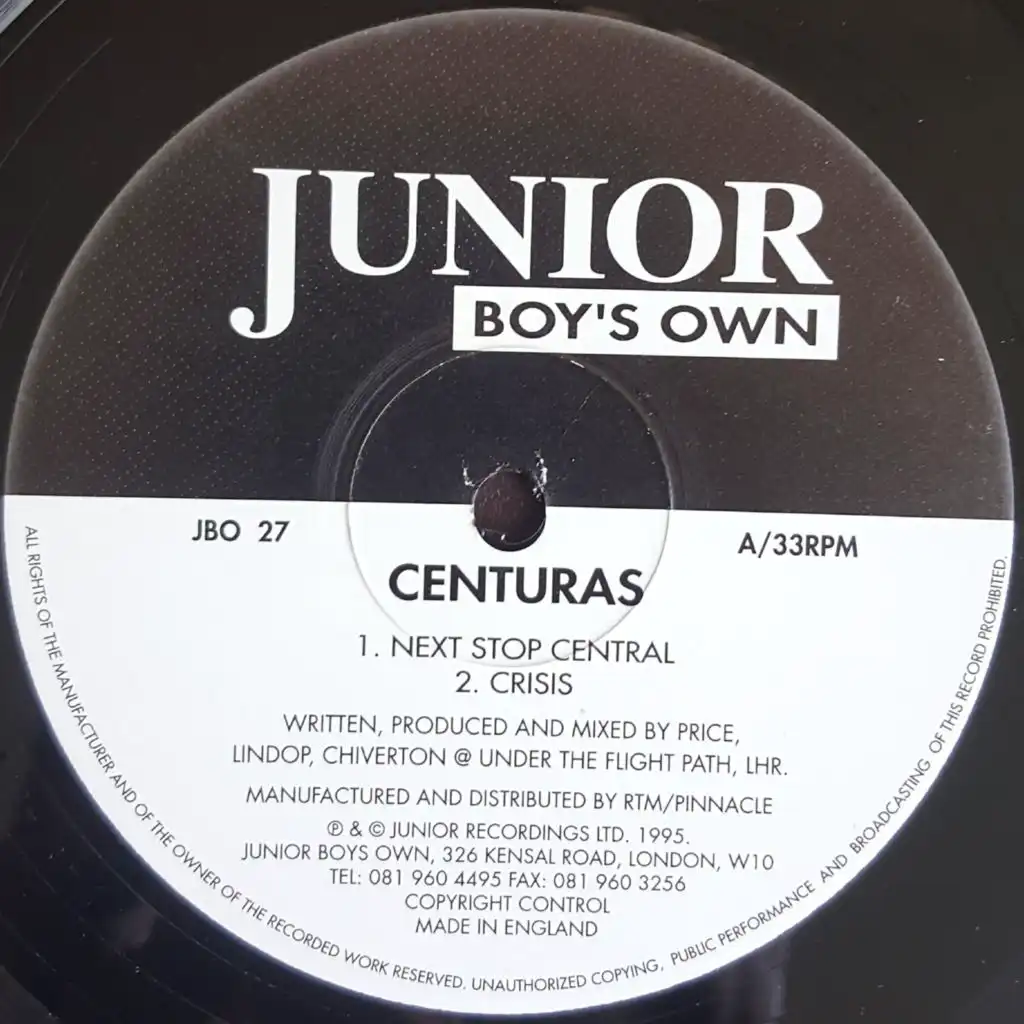 JUNIOR
BOY'S OWN
JBO 27
A/33RPM
CENTURAS
1. NEXT STOP CENTRAL
2. CRISIS
WRITTEN, PRODUCED AND MIXED BY PRICE,
LINDOP, CHIVERTON @ UNDER THE FLIGHT PATH, LHR.
MANUFACTURED AND DISTRIBUTED BY RTM/PINNACLE
℗ & © JUNIOR RECORDINGS LTD. 1995.
JUNIOR BOYS OWN, 326 KENSAL ROAD, LONDON, W10
TEL: 081 960 4495 FAX: 081 960 3256
COPYRIGHT CONTROL
MADE IN ENGLAND
ALL RIGHTS OF THE MANUFACTURER AND OF THE OWNER OF THE RECORDED WORK RESERVED. UNAUTHORIZED COPYING, PUBLIC PERFORMANCE AND BROADCASTING OF THIS RECORD PROHIBITED.